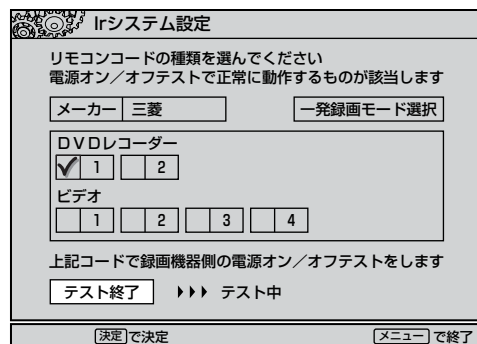 Irシステム設定
リモコンコードの種類を選んでください
電源オン／オフテストで正常に動作するものが該当します
メーカー 三菱 一発録画モード選択
ＤＶＤレコーダー
1 2
ビデオ
1 2 3 4
上記コードで録画機器側の電源オン／オフテストをします
テスト終了 テスト中
決定 で決定 メニュー で終了